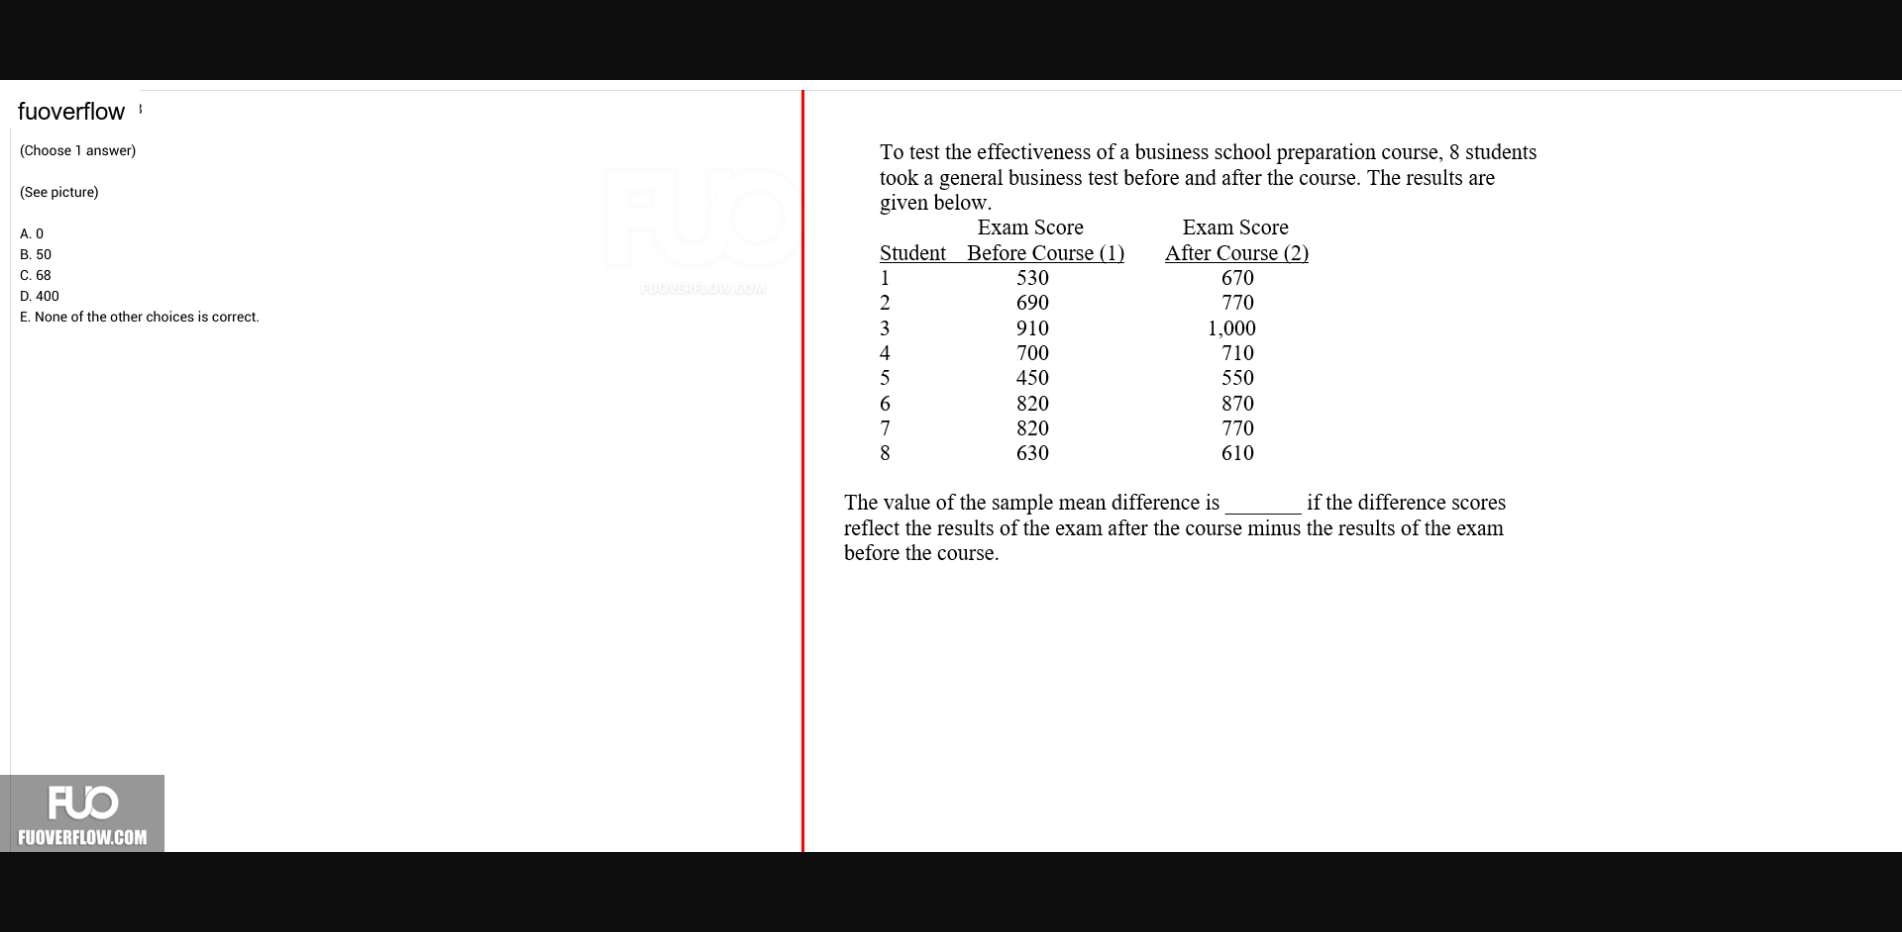 fuoverflow
(Choose 1 answer)
(See picture)
A. 0
B. 50
C. 68
D. 400
E. None of the other choices is correct.
FUO
FUOVERFLOW.COM
To test the effectiveness of a business school preparation course, 8 students
took a general business test before and after the course. The results are
given below.
Exam Score Exam Score
Student Before Course (1) After Course (2)
1 530 670
2 690 770
3 910 1,000
4 700 710
5 450 550
6 820 870
7 820 770
8 630 610
The value of the sample mean difference is _______ if the difference scores
reflect the results of the exam after the course minus the results of the exam
before the course.
FUO
FUOVERFLOW.COM